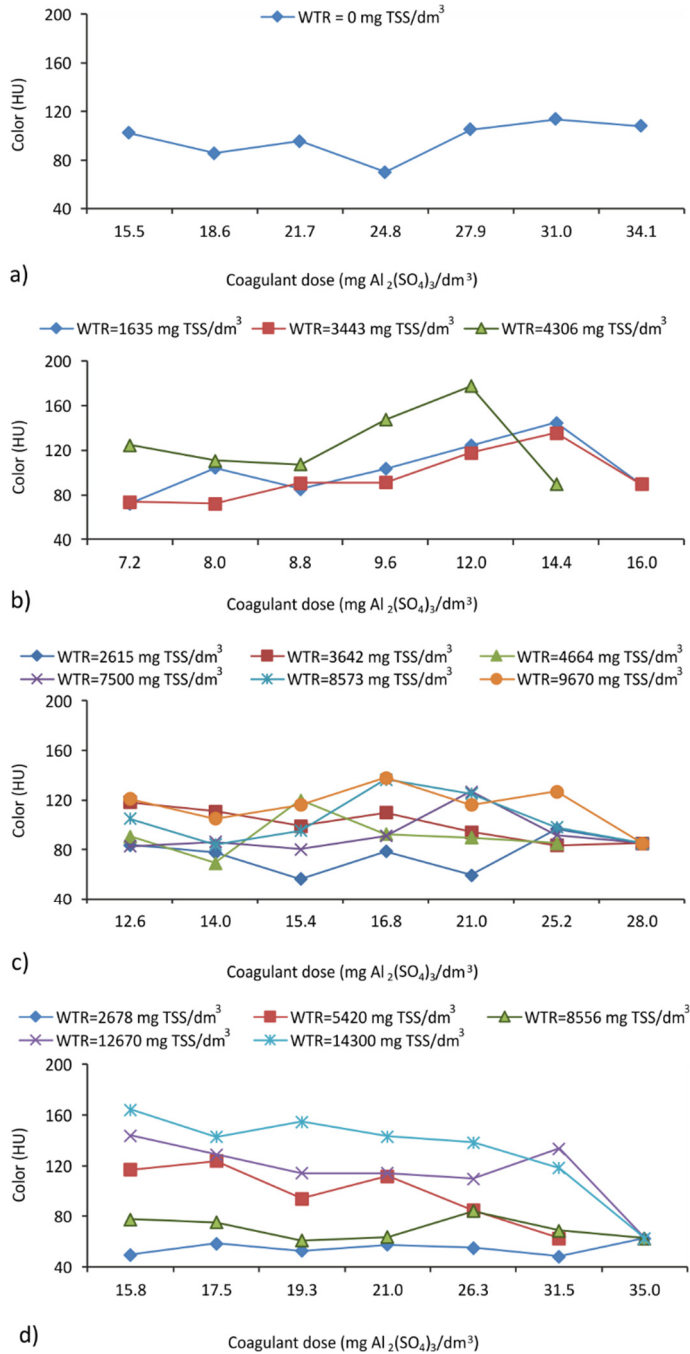 WTR = 0 mg TSS/dm³
200
160
120
80
40
Color (HU)
15.5 18.6 21.7 24.8 27.9 31.0 34.1
a)
Coagulant dose (mg Al₂(SO₄)₃/dm³)
WTR=1635 mg TSS/dm³ WTR=3443 mg TSS/dm³ WTR=4306 mg TSS/dm³
200
160
120
80
40
Color (HU)
7.2 8.0 8.8 9.6 12.0 14.4 16.0
b)
Coagulant dose (mg Al₂(SO₄)₃/dm³)
WTR=2615 mg TSS/dm³ WTR=3642 mg TSS/dm³ WTR=4664 mg TSS/dm³
WTR=7500 mg TSS/dm³ WTR=8573 mg TSS/dm³ WTR=9670 mg TSS/dm³
200
160
120
80
40
Color (HU)
12.6 14.0 15.4 16.8 21.0 25.2 28.0
c)
Coagulant dose (mg Al₂(SO₄)₃/dm³)
WTR=2678 mg TSS/dm³ WTR=5420 mg TSS/dm³ WTR=8556 mg TSS/dm³
WTR=12670 mg TSS/dm³ WTR=14300 mg TSS/dm³
200
160
120
80
40
Color (HU)
15.8 17.5 19.3 21.0 26.3 31.5 35.0
d)
Coagulant dose (mg Al₂(SO₄)₃/dm³)